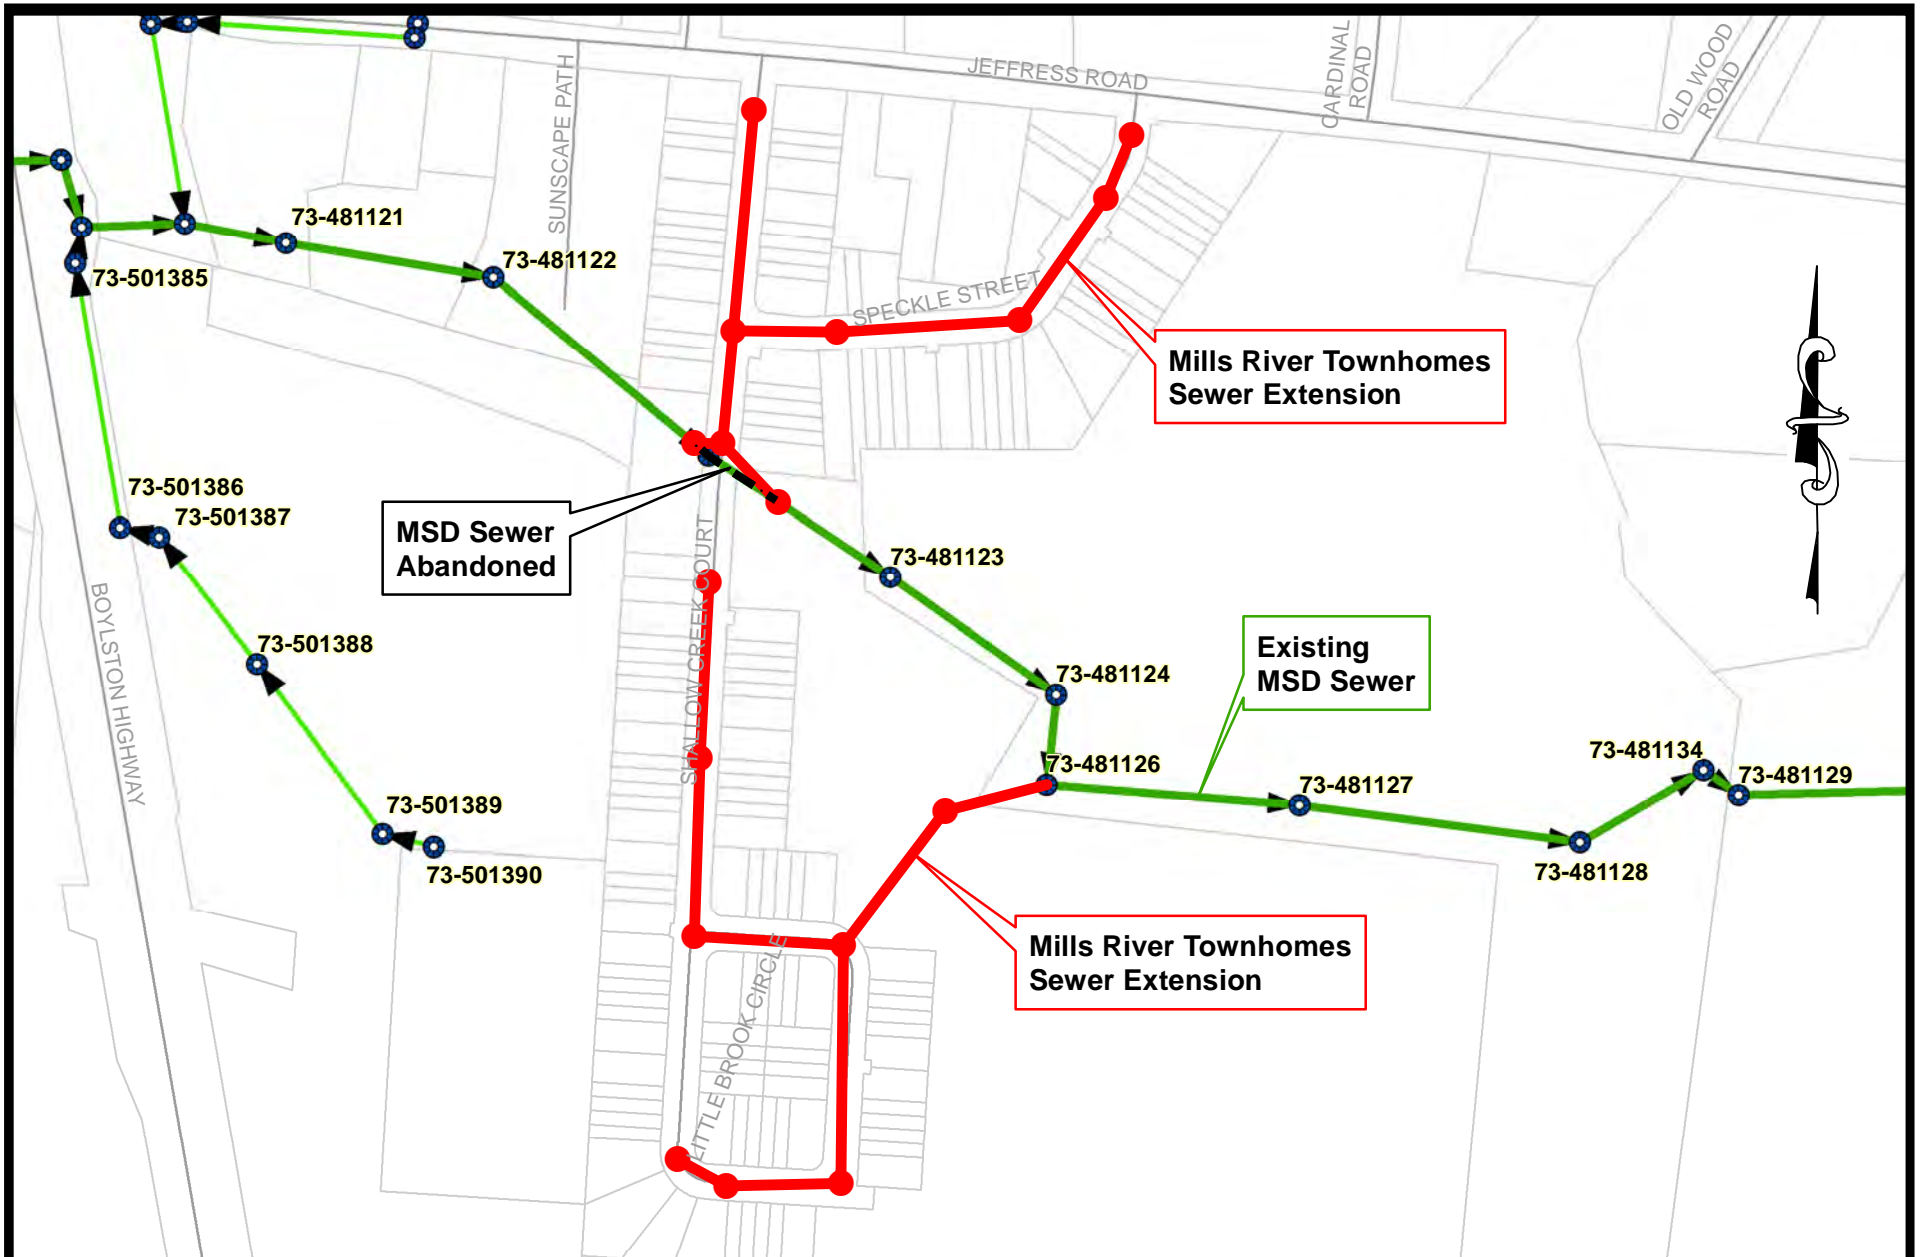 JEFFRESS ROAD
CARDINAL
ROAD
OLD WOOD
ROAD
SUNSCAPE PATH
73-481121
73-481122
73-501385
SPECKLE STREET
Mills River Townhomes
Sewer Extension
73-501386
73-501387
MSD Sewer
Abandoned
73-481123
SHALLOW CREEK COURT
BOYLSTON HIGHWAY
73-501388
73-481124
Existing
MSD Sewer
73-481126
73-481127
73-481134
73-481129
73-501389
73-501390
73-481128
Mills River Townhomes
Sewer Extension
LITTLE BROOK CIRCLE